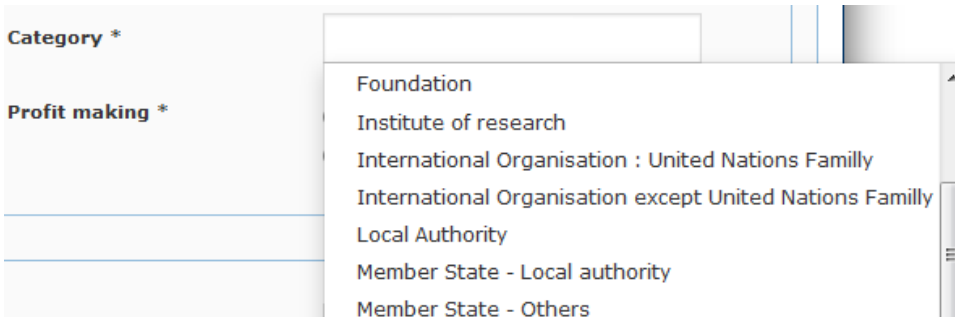 Category *
Foundation
Profit making *
Institute of research
International Organisation : United Nations Familly
International Organisation except United Nations Familly
Local Authority
Member State - Local authority
Member State - Others